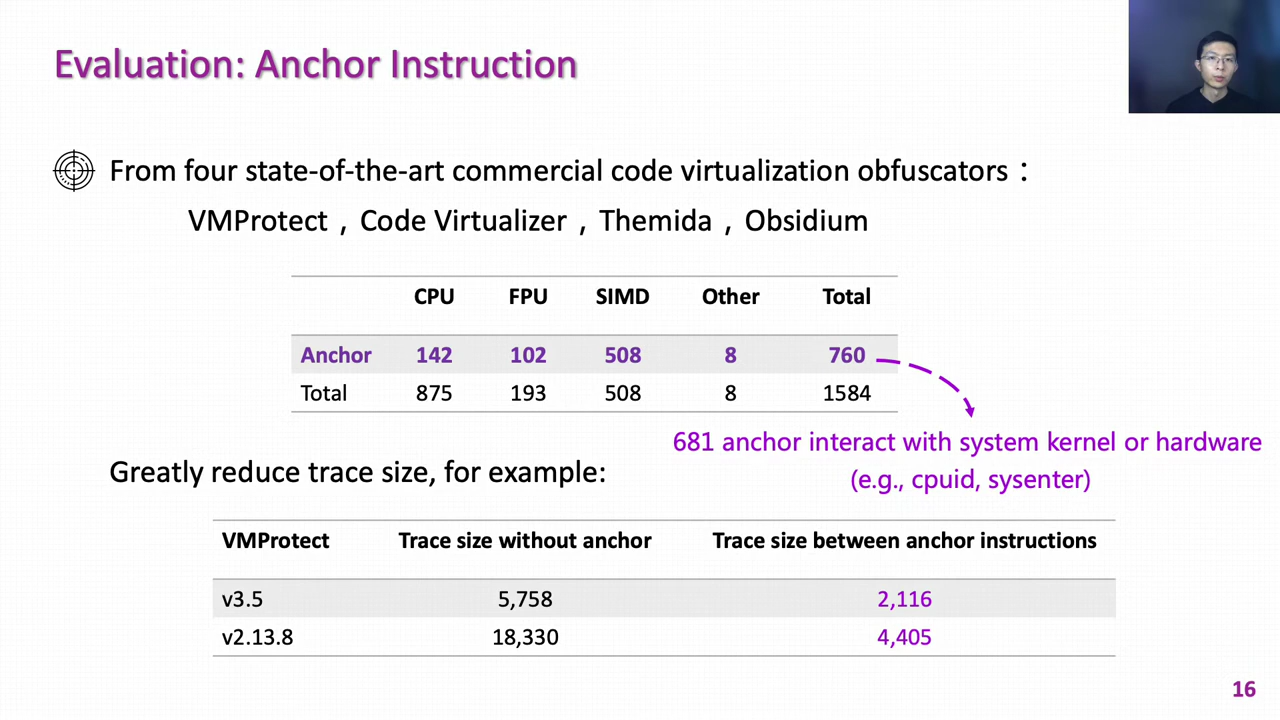 Evaluation: Anchor Instruction
From four state-of-the-art commercial code virtualization obfuscators：
VMProtect，Code Virtualizer，Themida，Obsidium
CPU FPU SIMD Other Total
Anchor 142 102 508 8 760
Total 875 193 508 8 1584
681 anchor interact with system kernel or hardware
(e.g., cpuid, sysenter)
Greatly reduce trace size, for example:
VMProtect Trace size without anchor Trace size between anchor instructions
v3.5 5,758 2,116
v2.13.8 18,330 4,405
16